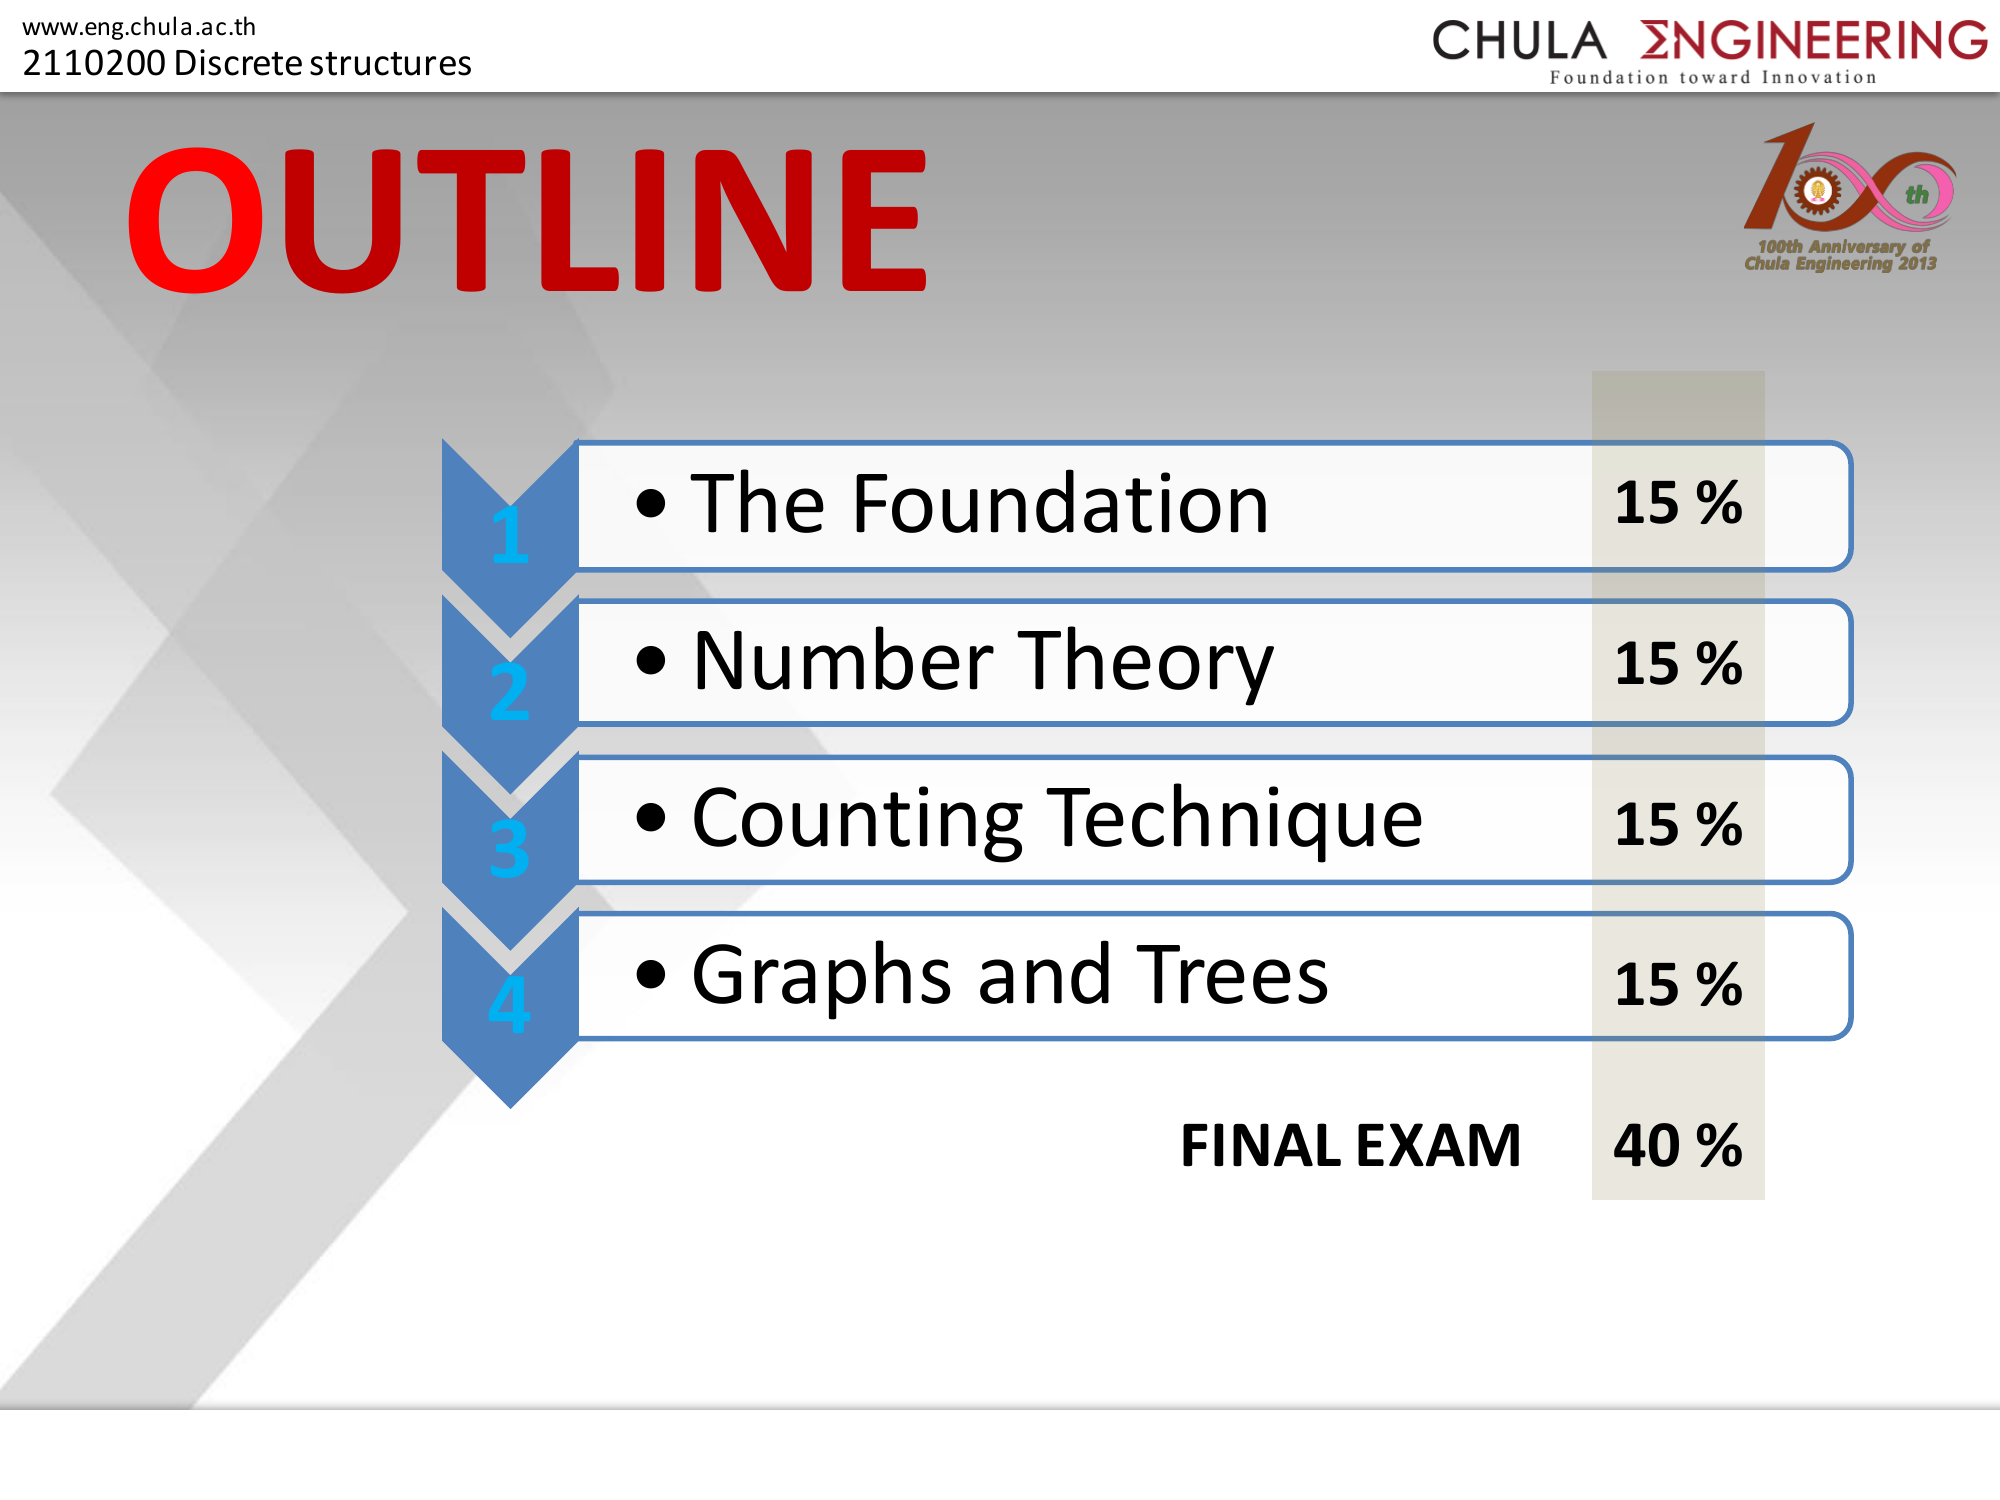 www.eng.chula.ac.th
2110200 Discrete structures
CHULA ΣNGINEERING
Foundation toward Innovation
OUTLINE
100th
100th Anniversary of
Chula Engineering 2013
1 • The Foundation 15 %
2 • Number Theory 15 %
3 • Counting Technique 15 %
4 • Graphs and Trees 15 %
FINAL EXAM 40 %